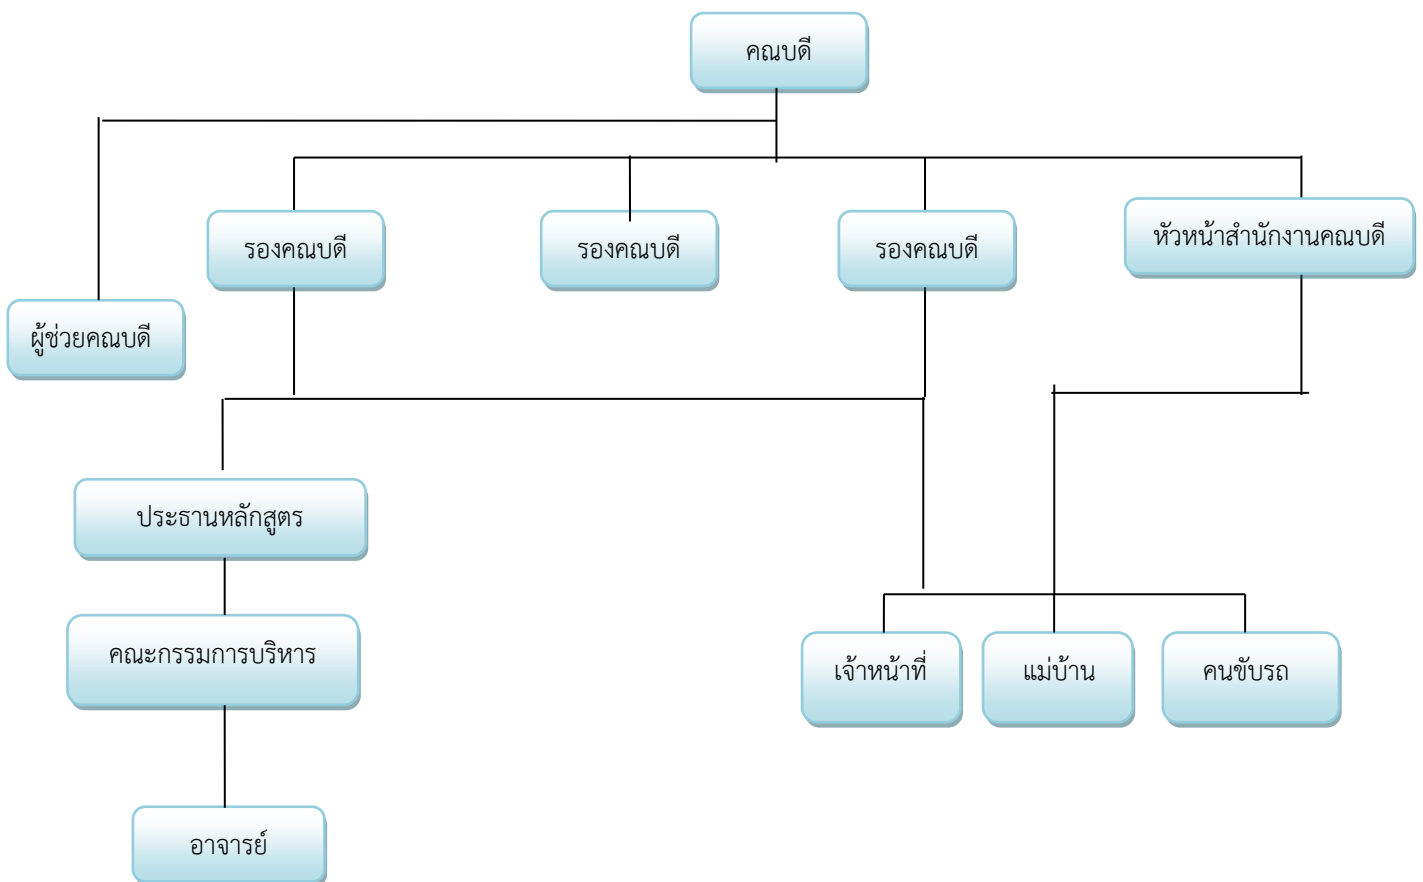 คณบดี
รองคณบดี
รองคณบดี
รองคณบดี
หัวหน้าสำนักงานคณบดี
ผู้ช่วยคณบดี
ประธานหลักสูตร
คณะกรรมการบริหาร
เจ้าหน้าที่
แม่บ้าน
คนขับรถ
อาจารย์